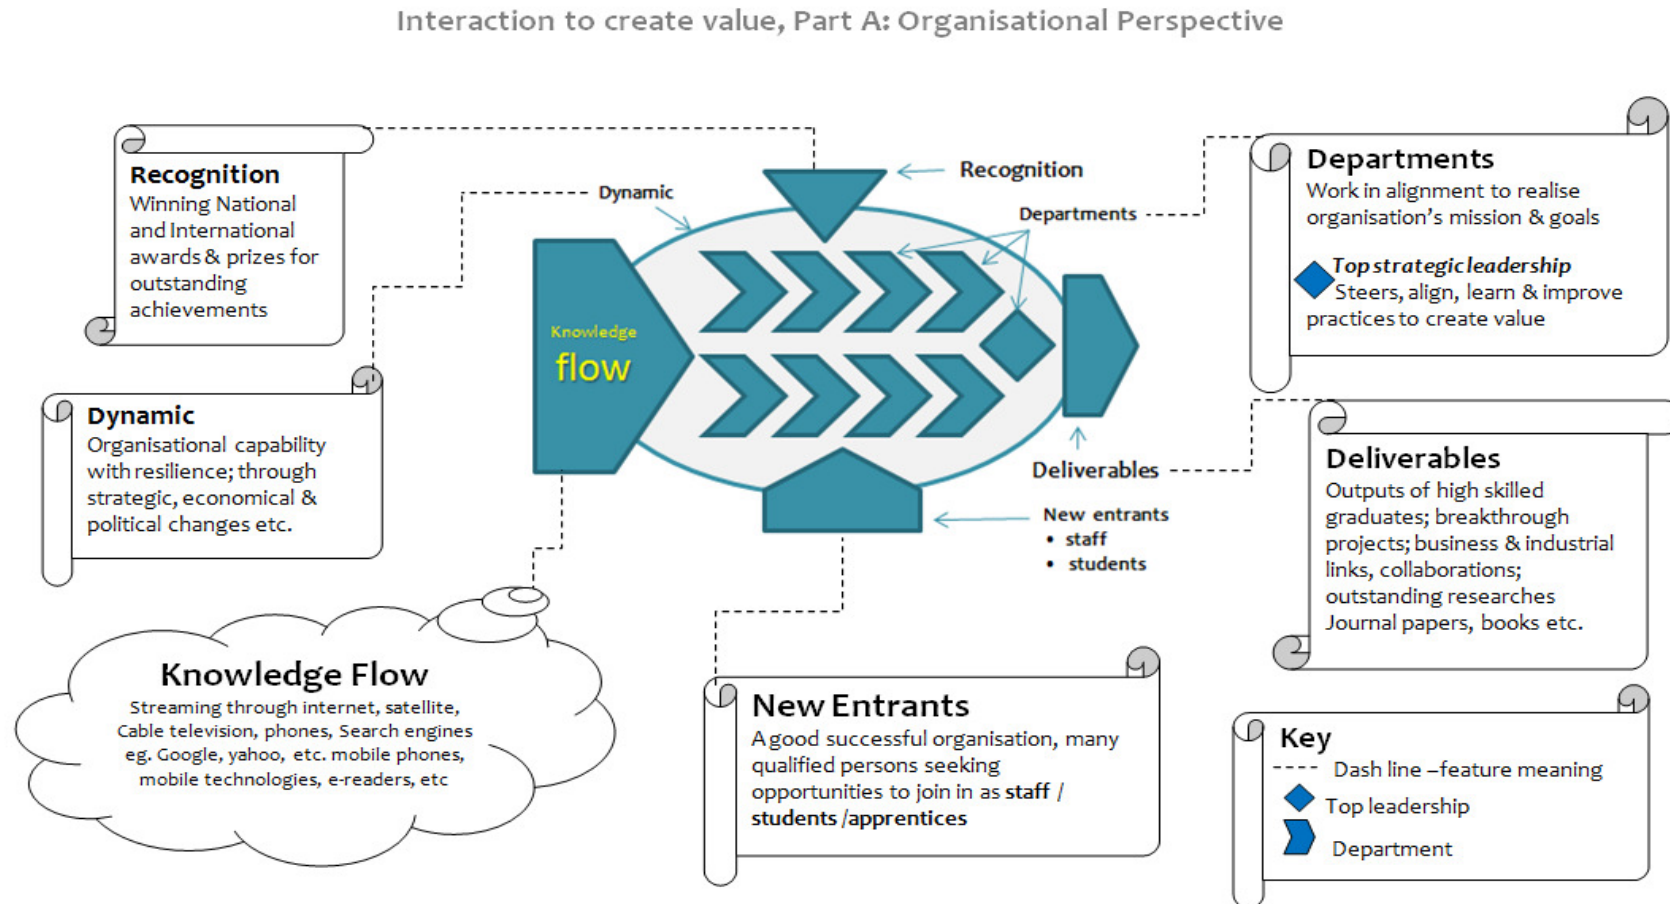 Interaction to create value, Part A: Organisational Perspective
Recognition
Winning National
and International
awards & prizes for
outstanding
achievements
Dynamic
Organisational capability
with resilience; through
strategic, economical &
political changes etc.
Knowledge Flow
Streaming through internet, satellite,
Cable television, phones, Search engines
eg. Google, yahoo, etc. mobile phones,
mobile technologies, e-readers, etc
Dynamic
Recognition
Departments
Knowledge
flow
Deliverables
New entrants
• staff
• students
New Entrants
A good successful organisation, many
qualified persons seeking
opportunities to join in as staff /
students /apprentices
Departments
Work in alignment to realise
organisation's mission & goals
Top strategic leadership
Steers, align, learn & improve
practices to create value
Deliverables
Outputs of high skilled
graduates; breakthrough
projects; business & industrial
links, collaborations;
outstanding researches
Journal papers, books etc.
Key
Dash line –feature meaning
Top leadership
Department